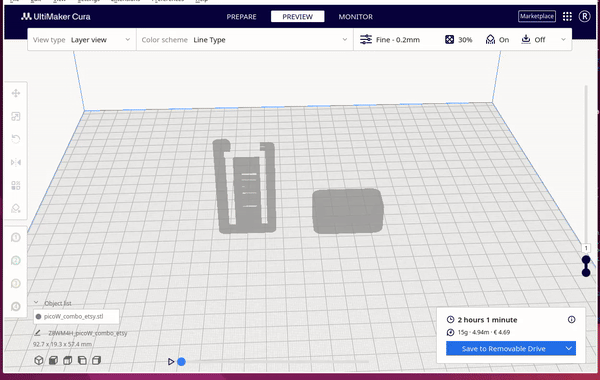 UltiMaker Cura
PREPARE
PREVIEW
MONITOR
Marketplace
R
View type Layer view
Color scheme Line Type
Fine - 0.2mm
30%
On
Off
1
Object list
picoW_combo_etsy.stl
picoW_combo_etsy
92.7 x 19.3 x 57.4 mm
2 hours 1 minute
15g · 4.94m · € 4.69
Save to Removable Drive